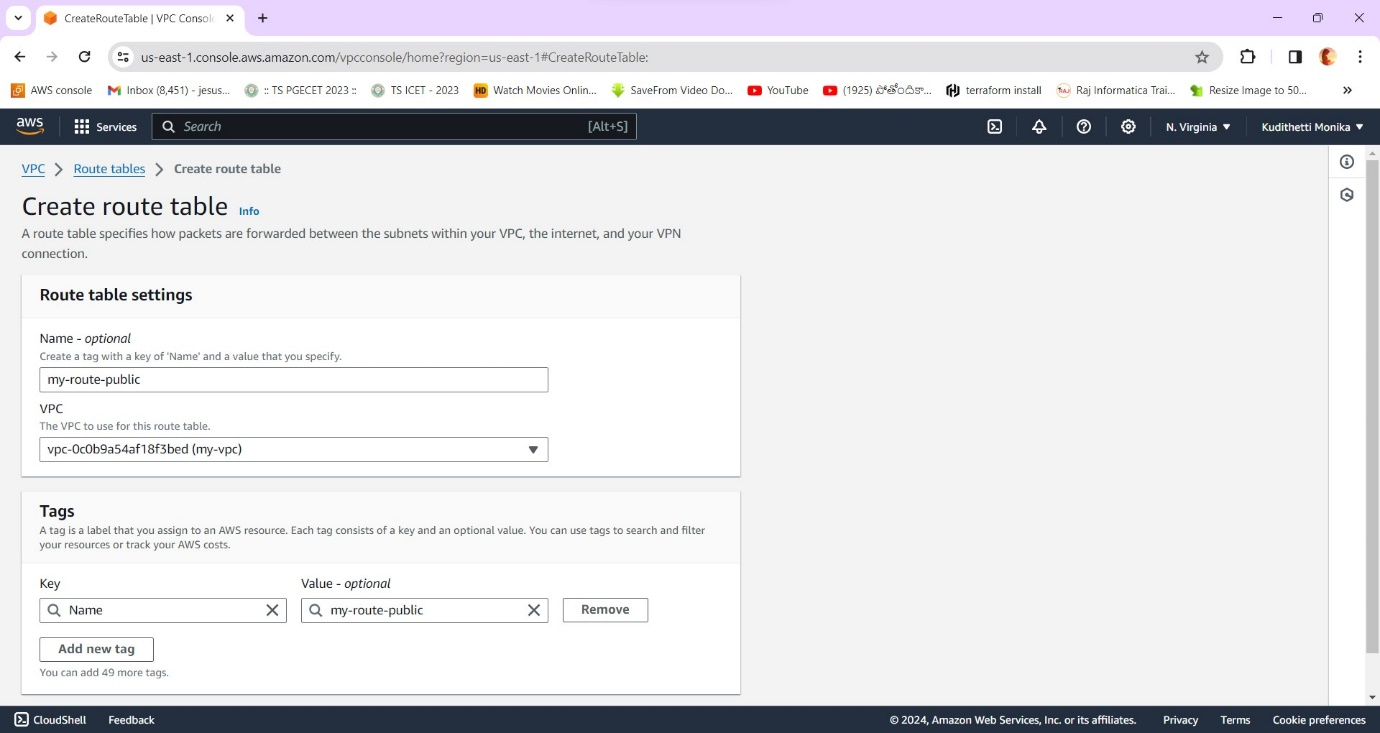 CreateRouteTable | VPC Consol
us-east-1.console.aws.amazon.com/vpcconsole/home?region=us-east-1#CreateRouteTable:
AWS console
Inbox (8,451) - jesus...
:: TS PGECET 2023 ::
TS ICET - 2023
HD Watch Movies Onlin...
SaveFrom Video Do...
YouTube
(1925)
terraform install
Raj Informatica Trai...
Resize Image to 50...
»
aws
Services
Search
[Alt+S]
N. Virginia
Kudithetti Monika
VPC
Route tables
Create route table
Create route table Info
A route table specifies how packets are forwarded between the subnets within your VPC, the internet, and your VPN
connection.
Route table settings
Name - optional
Create a tag with a key of 'Name' and a value that you specify.
my-route-public
VPC
The VPC to use for this route table.
vpc-0c0b9a54af18f3bed (my-vpc)
Tags
A tag is a label that you assign to an AWS resource. Each tag consists of a key and an optional value. You can use tags to search and filter
your resources or track your AWS costs.
Key
Value - optional
Name
my-route-public
Remove
Add new tag
You can add 49 more tags.
CloudShell
Feedback
© 2024, Amazon Web Services, Inc. or its affiliates.
Privacy
Terms
Cookie preferences